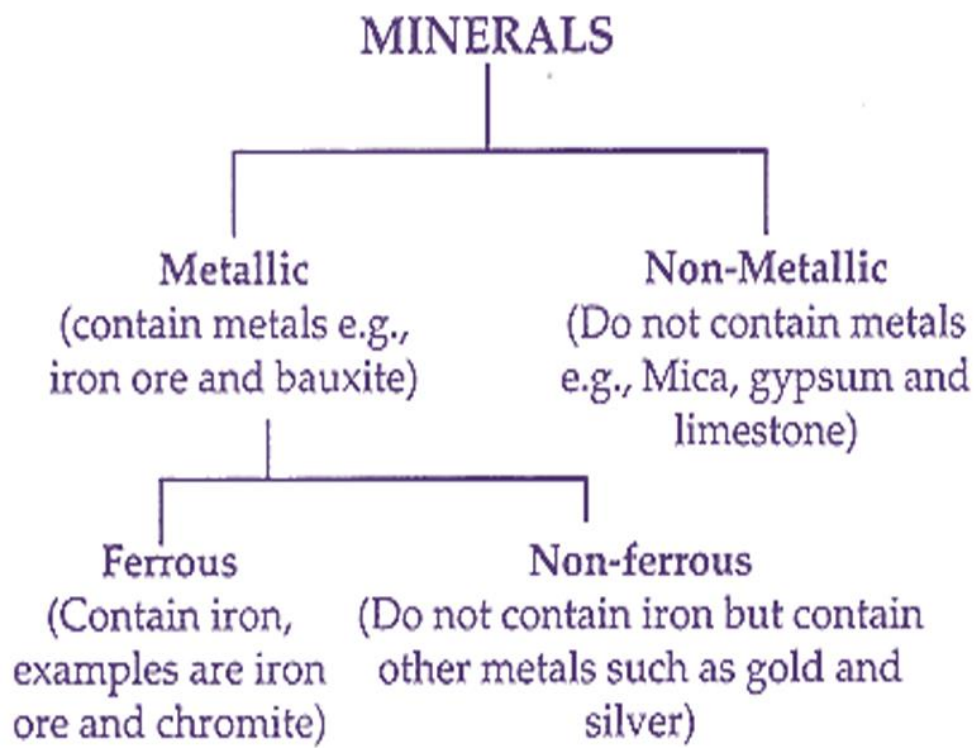 MINERALS
Metallic
(contain metals e.g.,
iron ore and bauxite)
Non-Metallic
(Do not contain metals
e.g., Mica, gypsum and
limestone)
Ferrous
(Contain iron,
examples are iron
ore and chromite)
Non-ferrous
(Do not contain iron but contain
other metals such as gold and
silver)